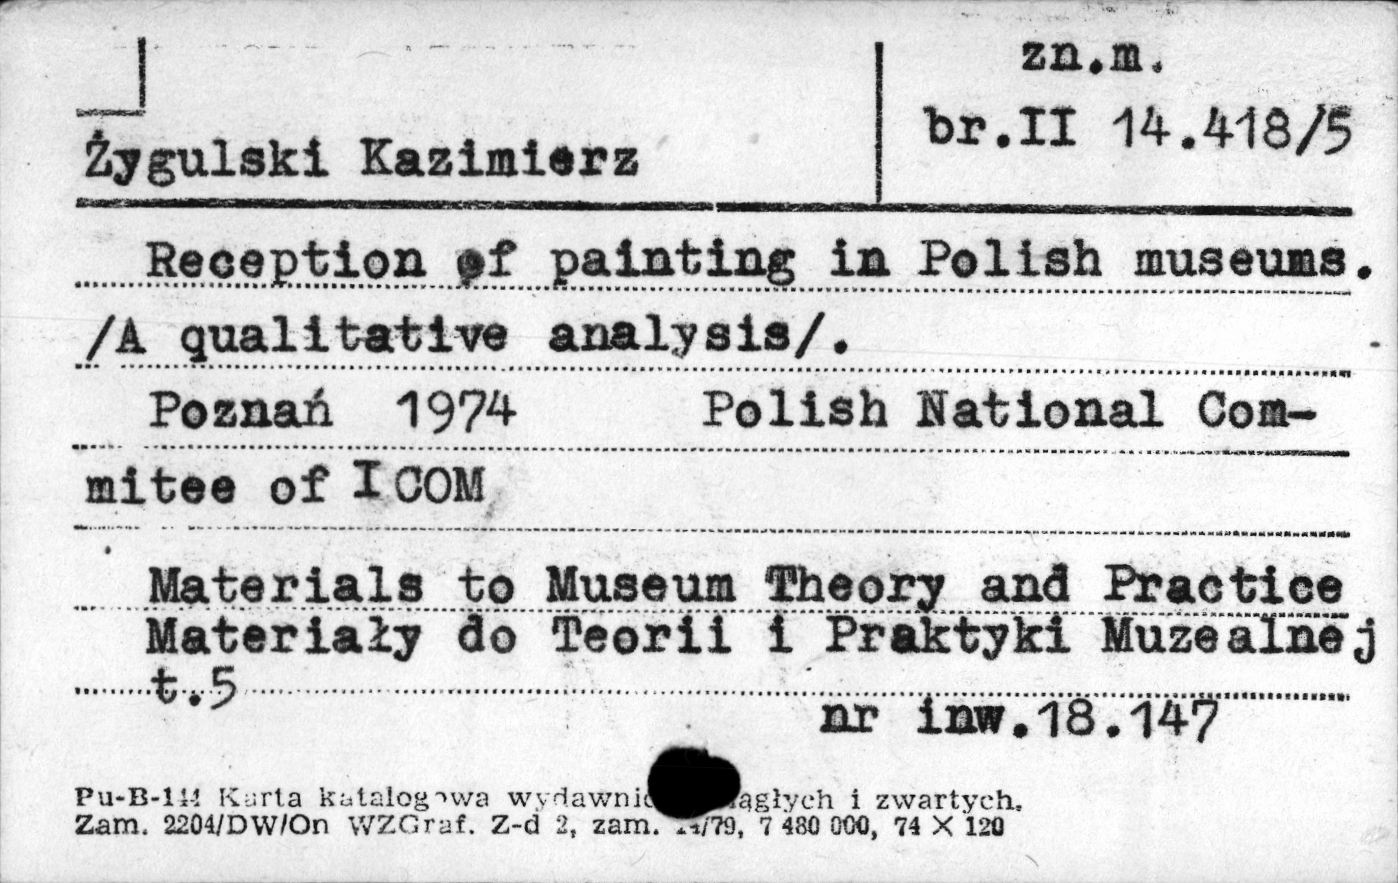 zn.m.
br.II 14.418/5
Żygulski Kazimierz
Reception of painting in Polish museums.
/A qualitative analysis/.
Poznań 1974 Polish National Com-
mitee of ICOM
Materials to Museum Theory and Practice
Materiały do Teorii i Praktyki Muzealnej
t.5
nr inw.18.147
Pu-B-144 Karta katalogowa zwartych.
Zam. 2204/DW/On WZGraf. Z-d 2, zam. 7 480 000, 74 X 120